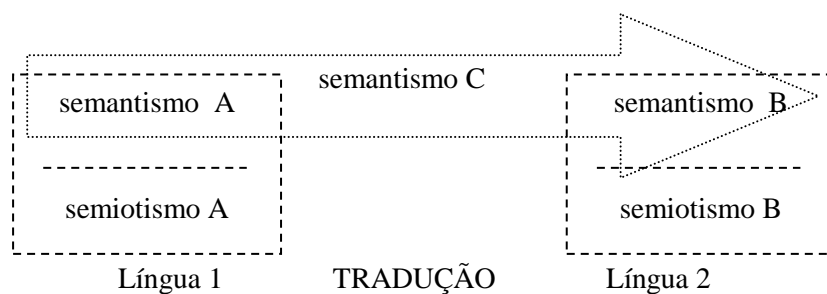 semantismo C
semantismo A semantismo B
semiotismo A semiotismo B
Língua 1 TRADUÇÃO Língua 2